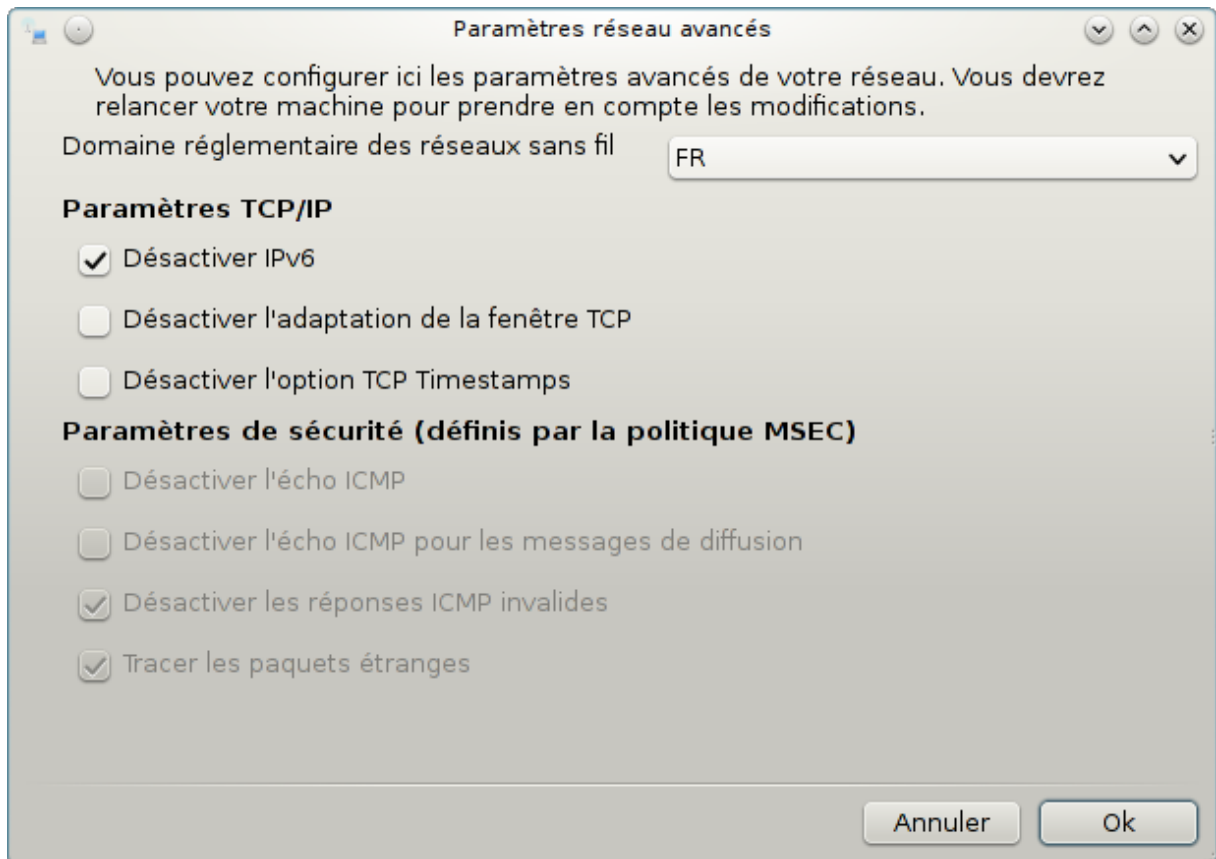 Paramètres réseau avancés
Vous pouvez configurer ici les paramètres avancés de votre réseau. Vous devrez
relancer votre machine pour prendre en compte les modifications.
Domaine réglementaire des réseaux sans fil
FR
Paramètres TCP/IP
Désactiver IPv6
Désactiver l'adaptation de la fenêtre TCP
Désactiver l'option TCP Timestamps
Paramètres de sécurité (définis par la politique MSEC)
Désactiver l'écho ICMP
Désactiver l'écho ICMP pour les messages de diffusion
Désactiver les réponses ICMP invalides
Tracer les paquets étranges
Annuler
Ok